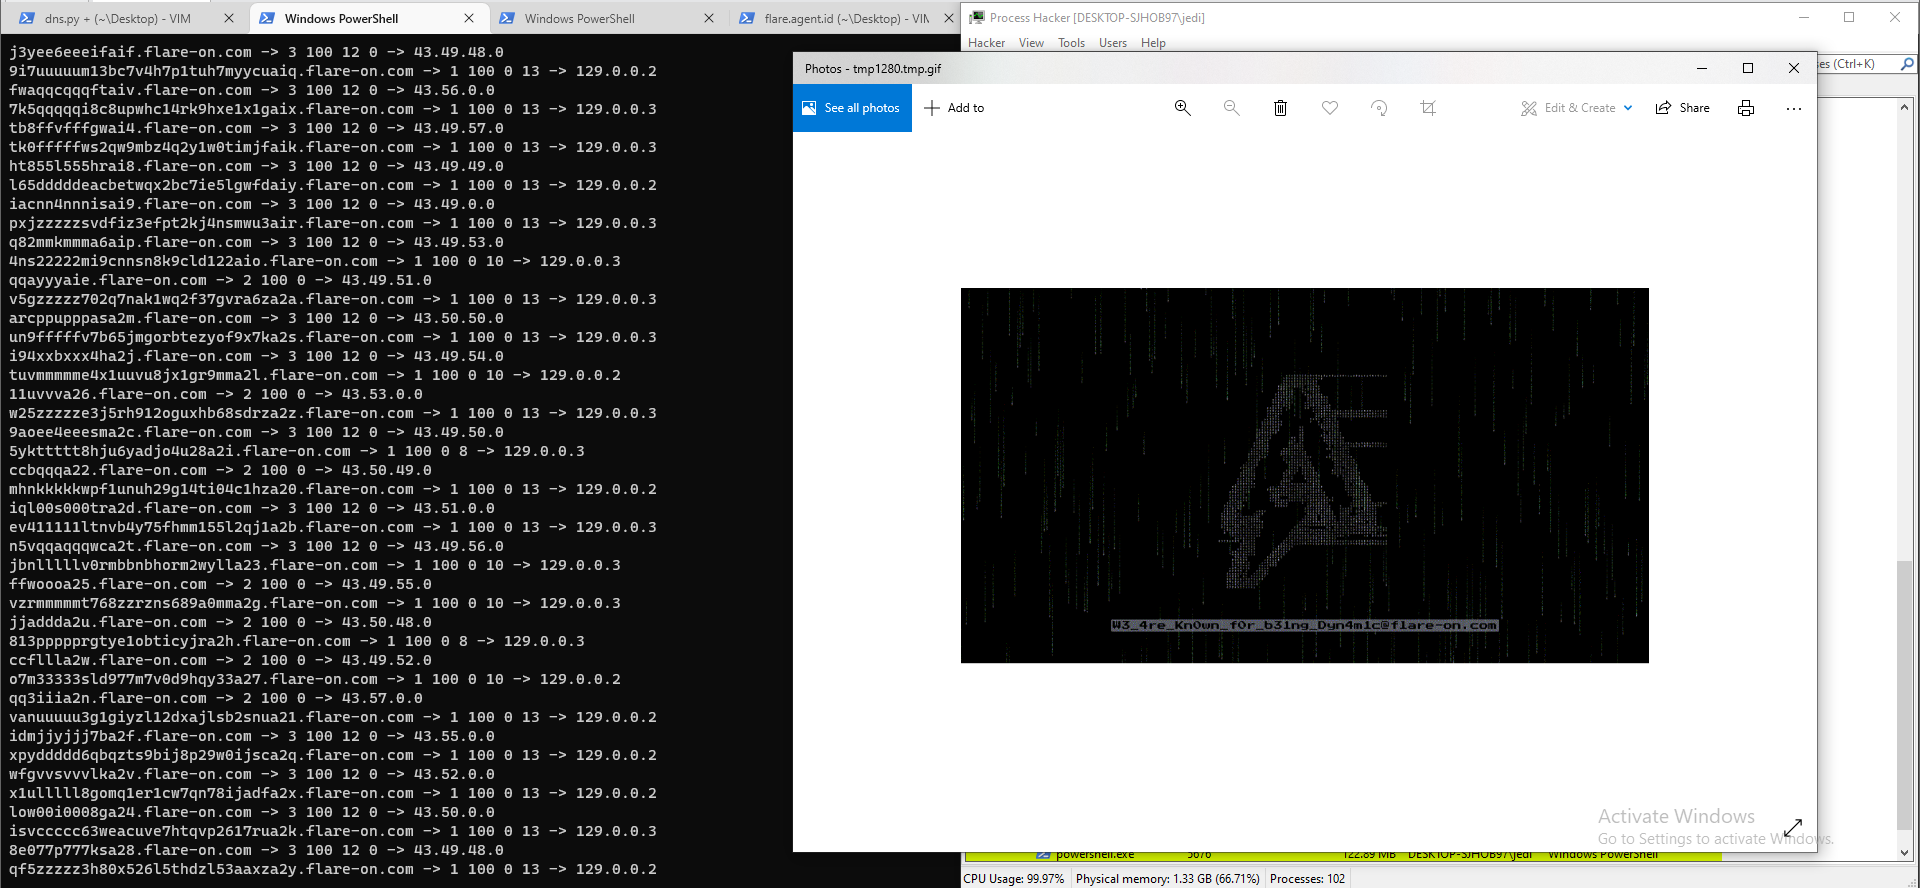 dns.py + (~\Desktop) - VIM
Windows PowerShell
Windows PowerShell
flare.agent.id (~\Desktop) - VIM
j3yee6eeeifaif.flare-on.com -> 3 100 12 0 -> 43.49.48.0
9i7uuuuum13bc7v4h7p1tuh7myycuaiq.flare-on.com -> 1 100 0 13 -> 129.0.0.2
fwaqqcqqqftaiv.flare-on.com -> 3 100 12 0 -> 43.56.0.0
7k5qqqqqi8c8upwhc14rk9hxe1x1gaix.flare-on.com -> 1 100 0 13 -> 129.0.0.3
tb8ffvfffgwai4.flare-on.com -> 3 100 12 0 -> 43.49.57.0
tk0fffffws2qw9mbz4q2y1w0timjfaik.flare-on.com -> 1 100 0 13 -> 129.0.0.3
ht855l555hrai8.flare-on.com -> 3 100 12 0 -> 43.49.49.0
l65dddddeacbetwqx2bc7ie5lgwfdaiy.flare-on.com -> 1 100 0 13 -> 129.0.0.2
iacnn4nnnisai9.flare-on.com -> 3 100 12 0 -> 43.49.0.0
pxjzzzzzsvdfiz3efpt2kj4nsmwu3air.flare-on.com -> 1 100 0 13 -> 129.0.0.3
q82mmkmmma6aip.flare-on.com -> 3 100 12 0 -> 43.49.53.0
4ns22222mi9cnnsn8k9cld122aio.flare-on.com -> 1 100 0 10 -> 129.0.0.3
qqayyyaie.flare-on.com -> 2 100 0 -> 43.49.51.0
v5gzzzzz702q7nak1wq2f37gvra6za2a.flare-on.com -> 1 100 0 13 -> 129.0.0.3
arcppupppasa2m.flare-on.com -> 3 100 12 0 -> 43.50.50.0
un9fffffv7b65jmgorbtezyof9x7ka2s.flare-on.com -> 1 100 0 13 -> 129.0.0.3
i94xxbxxx4ha2j.flare-on.com -> 3 100 12 0 -> 43.49.54.0
tuvmmmmme4x1uuvu8jx1gr9mma2l.flare-on.com -> 1 100 0 10 -> 129.0.0.2
11uvvva26.flare-on.com -> 2 100 0 -> 43.53.0.0
w25zzzzze3j5rh912oguxhb68sdrza2z.flare-on.com -> 1 100 0 13 -> 129.0.0.3
9aoee4eeesma2c.flare-on.com -> 3 100 12 0 -> 43.49.50.0
5ykttttt8hju6yadjo4u28a2i.flare-on.com -> 1 100 0 8 -> 129.0.0.3
ccbqqqa22.flare-on.com -> 2 100 0 -> 43.50.49.0
mhnkkkkkwpf1unuh29g14ti04c1hza20.flare-on.com -> 1 100 0 13 -> 129.0.0.2
iql00s000tra2d.flare-on.com -> 3 100 12 0 -> 43.51.0.0
ev411111ltnvb4y75fhmm155l2qj1a2b.flare-on.com -> 1 100 0 13 -> 129.0.0.3
n5vqqaqqqwca2t.flare-on.com -> 3 100 12 0 -> 43.49.56.0
jbnlllllv0rmbbnbhorm2wylla23.flare-on.com -> 1 100 0 10 -> 129.0.0.3
ffwoooa25.flare-on.com -> 2 100 0 -> 43.49.55.0
vzrmmmmmt768zzrzns689a0mma2g.flare-on.com -> 1 100 0 10 -> 129.0.0.3
jjaddda2u.flare-on.com -> 2 100 0 -> 43.50.48.0
813ppppprgtye1obticyjra2h.flare-on.com -> 1 100 0 8 -> 129.0.0.3
ccfllla2w.flare-on.com -> 2 100 0 -> 43.49.52.0
o7m33333sld977m7v0d9hqy33a27.flare-on.com -> 1 100 0 10 -> 129.0.0.2
qq3iiia2n.flare-on.com -> 2 100 0 -> 43.57.0.0
vanuuuuu3g1giyzl12dxajlsb2snua21.flare-on.com -> 1 100 0 13 -> 129.0.0.2
idmjjyjjj7ba2f.flare-on.com -> 3 100 12 0 -> 43.55.0.0
xpyddddd6qbqzts9bij8p29w0ijsca2q.flare-on.com -> 1 100 0 13 -> 129.0.0.2
wfgvvsvvvlka2v.flare-on.com -> 3 100 12 0 -> 43.52.0.0
x1ulllll8gomq1er1cw7qn78ijadfa2x.flare-on.com -> 1 100 0 13 -> 129.0.0.2
low00i0008ga24.flare-on.com -> 3 100 12 0 -> 43.50.0.0
isvccccc63weacuve7htqvp2617rua2k.flare-on.com -> 1 100 0 13 -> 129.0.0.3
8e077p777ksa28.flare-on.com -> 3 100 12 0 -> 43.49.48.0
qf5zzzzz3h80x526l5thdzl53aaxza2y.flare-on.com -> 1 100 0 13 -> 129.0.0.2
Process Hacker [DESKTOP-SJHOB97\jedi]
Hacker View Tools Users Help
(Ctrl+K)
Photos - tmp1280.tmp.gif
See all photos
Add to
Edit & Create
Share
W3_4re_Kn0wn_f0r_b31ng_Dyn4m1c@flare-on.com
Activate Windows
Go to Settings to activate Windows.
powershell.exe 5676 122.89 MB DESKTOP-SJHOB97\jedi Windows PowerShell
CPU Usage: 99.97% Physical memory: 1.33 GB (66.71%) Processes: 102